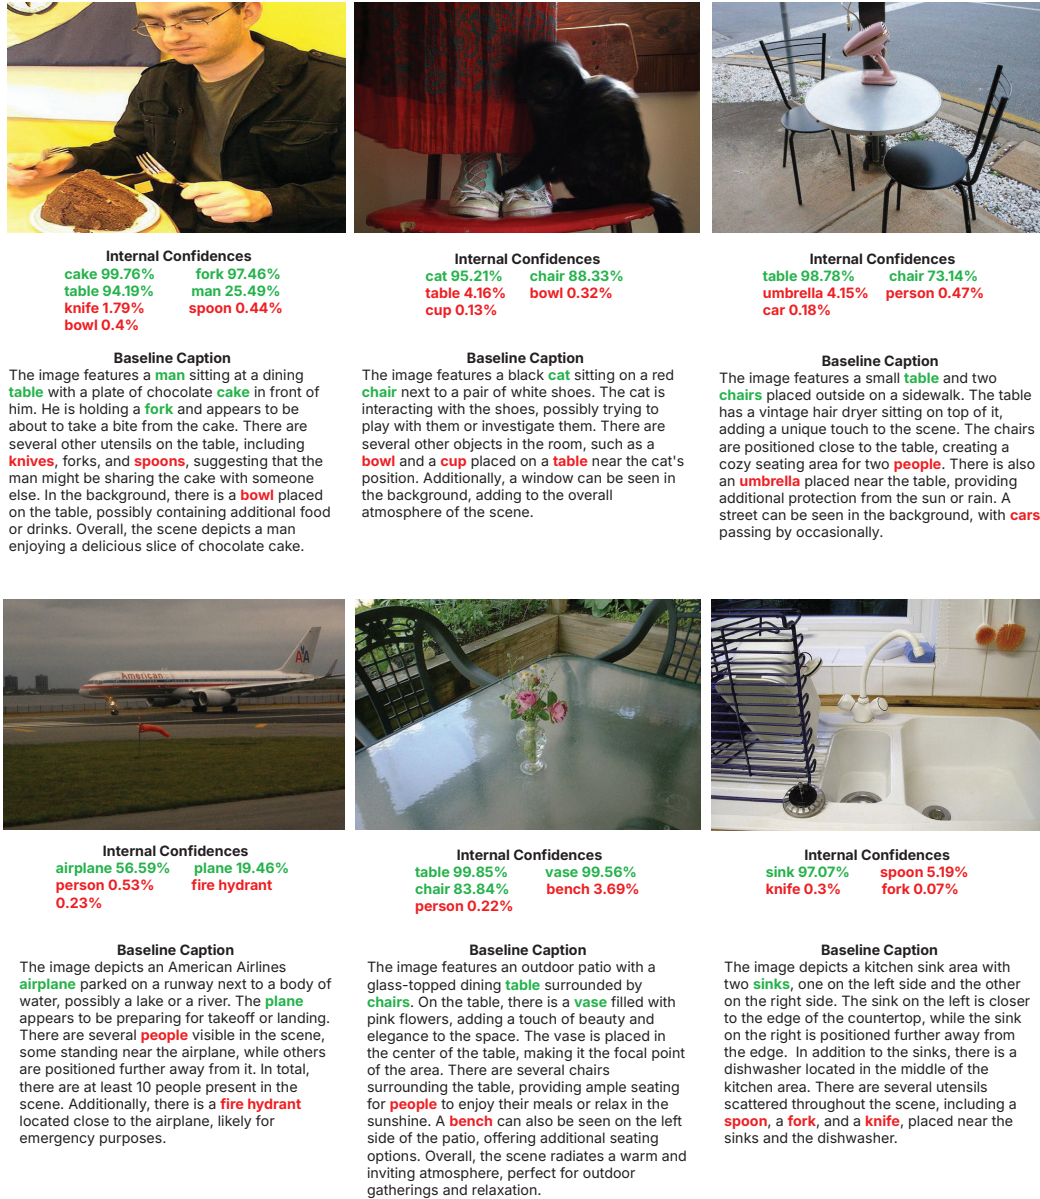 Internal Confidences
cake 99.76% fork 97.46%
table 94.19% man 25.49%
knife 1.79% spoon 0.44%
bowl 0.4%
Baseline Caption
The image features a man sitting at a dining
table with a plate of chocolate cake in front of
him. He is holding a fork and appears to be
about to take a bite from the cake. There are
several other utensils on the table, including
knives, forks, and spoons, suggesting that the
man might be sharing the cake with someone
else. In the background, there is a bowl placed
on the table, possibly containing additional food
or drinks. Overall, the scene depicts a man
enjoying a delicious slice of chocolate cake.
Internal Confidences
cat 95.21% chair 88.33%
table 4.16% bowl 0.32%
cup 0.13%
Baseline Caption
The image features a black cat sitting on a red
chair next to a pair of white shoes. The cat is
interacting with the shoes, possibly trying to
play with them or investigate them. There are
several other objects in the room, such as a
bowl and a cup placed on a table near the cat's
position. Additionally, a window can be seen in
the background, adding to the overall
atmosphere of the scene.
Internal Confidences
table 98.78% chair 73.14%
umbrella 4.15% person 0.47%
car 0.18%
Baseline Caption
The image features a small table and two
chairs placed outside on a sidewalk. The table
has a vintage hair dryer sitting on top of it,
adding a unique touch to the scene. The chairs
are positioned close to the table, creating a
cozy seating area for two people. There is also
an umbrella placed near the table, providing
additional protection from the sun or rain. A
street can be seen in the background, with cars
passing by occasionally.
American
AA
Internal Confidences
airplane 56.59% plane 19.46%
person 0.53% fire hydrant
0.23%
Baseline Caption
The image depicts an American Airlines
airplane parked on a runway next to a body of
water, possibly a lake or a river. The plane
appears to be preparing for takeoff or landing.
There are several people visible in the scene,
some standing near the airplane, while others
are positioned further away from it. In total,
there are at least 10 people present in the
scene. Additionally, there is a fire hydrant
located close to the airplane, likely for
emergency purposes.
Internal Confidences
table 99.85% vase 99.56%
chair 83.84% bench 3.69%
person 0.22%
Baseline Caption
The image features an outdoor patio with a
glass-topped dining table surrounded by
chairs. On the table, there is a vase filled with
pink flowers, adding a touch of beauty and
elegance to the space. The vase is placed in
the center of the table, making it the focal point
of the area. There are several chairs
surrounding the table, providing ample seating
for people to enjoy their meals or relax in the
sunshine. A bench can also be seen on the left
side of the patio, offering additional seating
options. Overall, the scene radiates a warm and
inviting atmosphere, perfect for outdoor
gatherings and relaxation.
Internal Confidences
sink 97.07% spoon 5.19%
knife 0.3% fork 0.07%
Baseline Caption
The image depicts a kitchen sink area with
two sinks, one on the left side and the other
on the right side. The sink on the left is closer
to the edge of the countertop, while the sink
on the right is positioned further away from
the edge. In addition to the sinks, there is a
dishwasher located in the middle of the
kitchen area. There are several utensils
scattered throughout the scene, including a
spoon, a fork, and a knife, placed near the
sinks and the dishwasher.